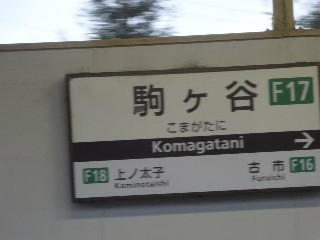 駒ヶ谷 F17
こまがたに
Komagatani
F18 上ノ太子 古市 F16
Kaminotaichi Furuichi